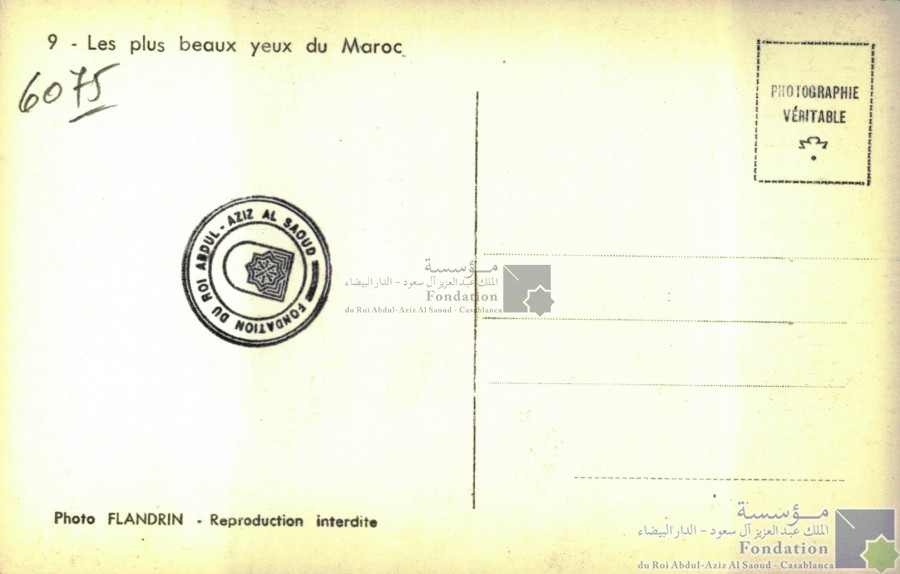 9 - Les plus beaux yeux du Maroc
6075
PHOTOGRAPHIE
VÉRITABLE
FONDATION DU ROI ABDUL-AZIZ AL SAOUD
مؤسسة
الملك عبد العزيز آل سعود - الدار البيضاء
Fondation
du Roi Abdul-Aziz Al Saoud - Casablanca
Photo FLANDRIN - Reproduction interdite
مؤسسة
الملك عبد العزيز آل سعود - الدار البيضاء
Fondation
du Roi Abdul-Aziz Al Saoud - Casablanca